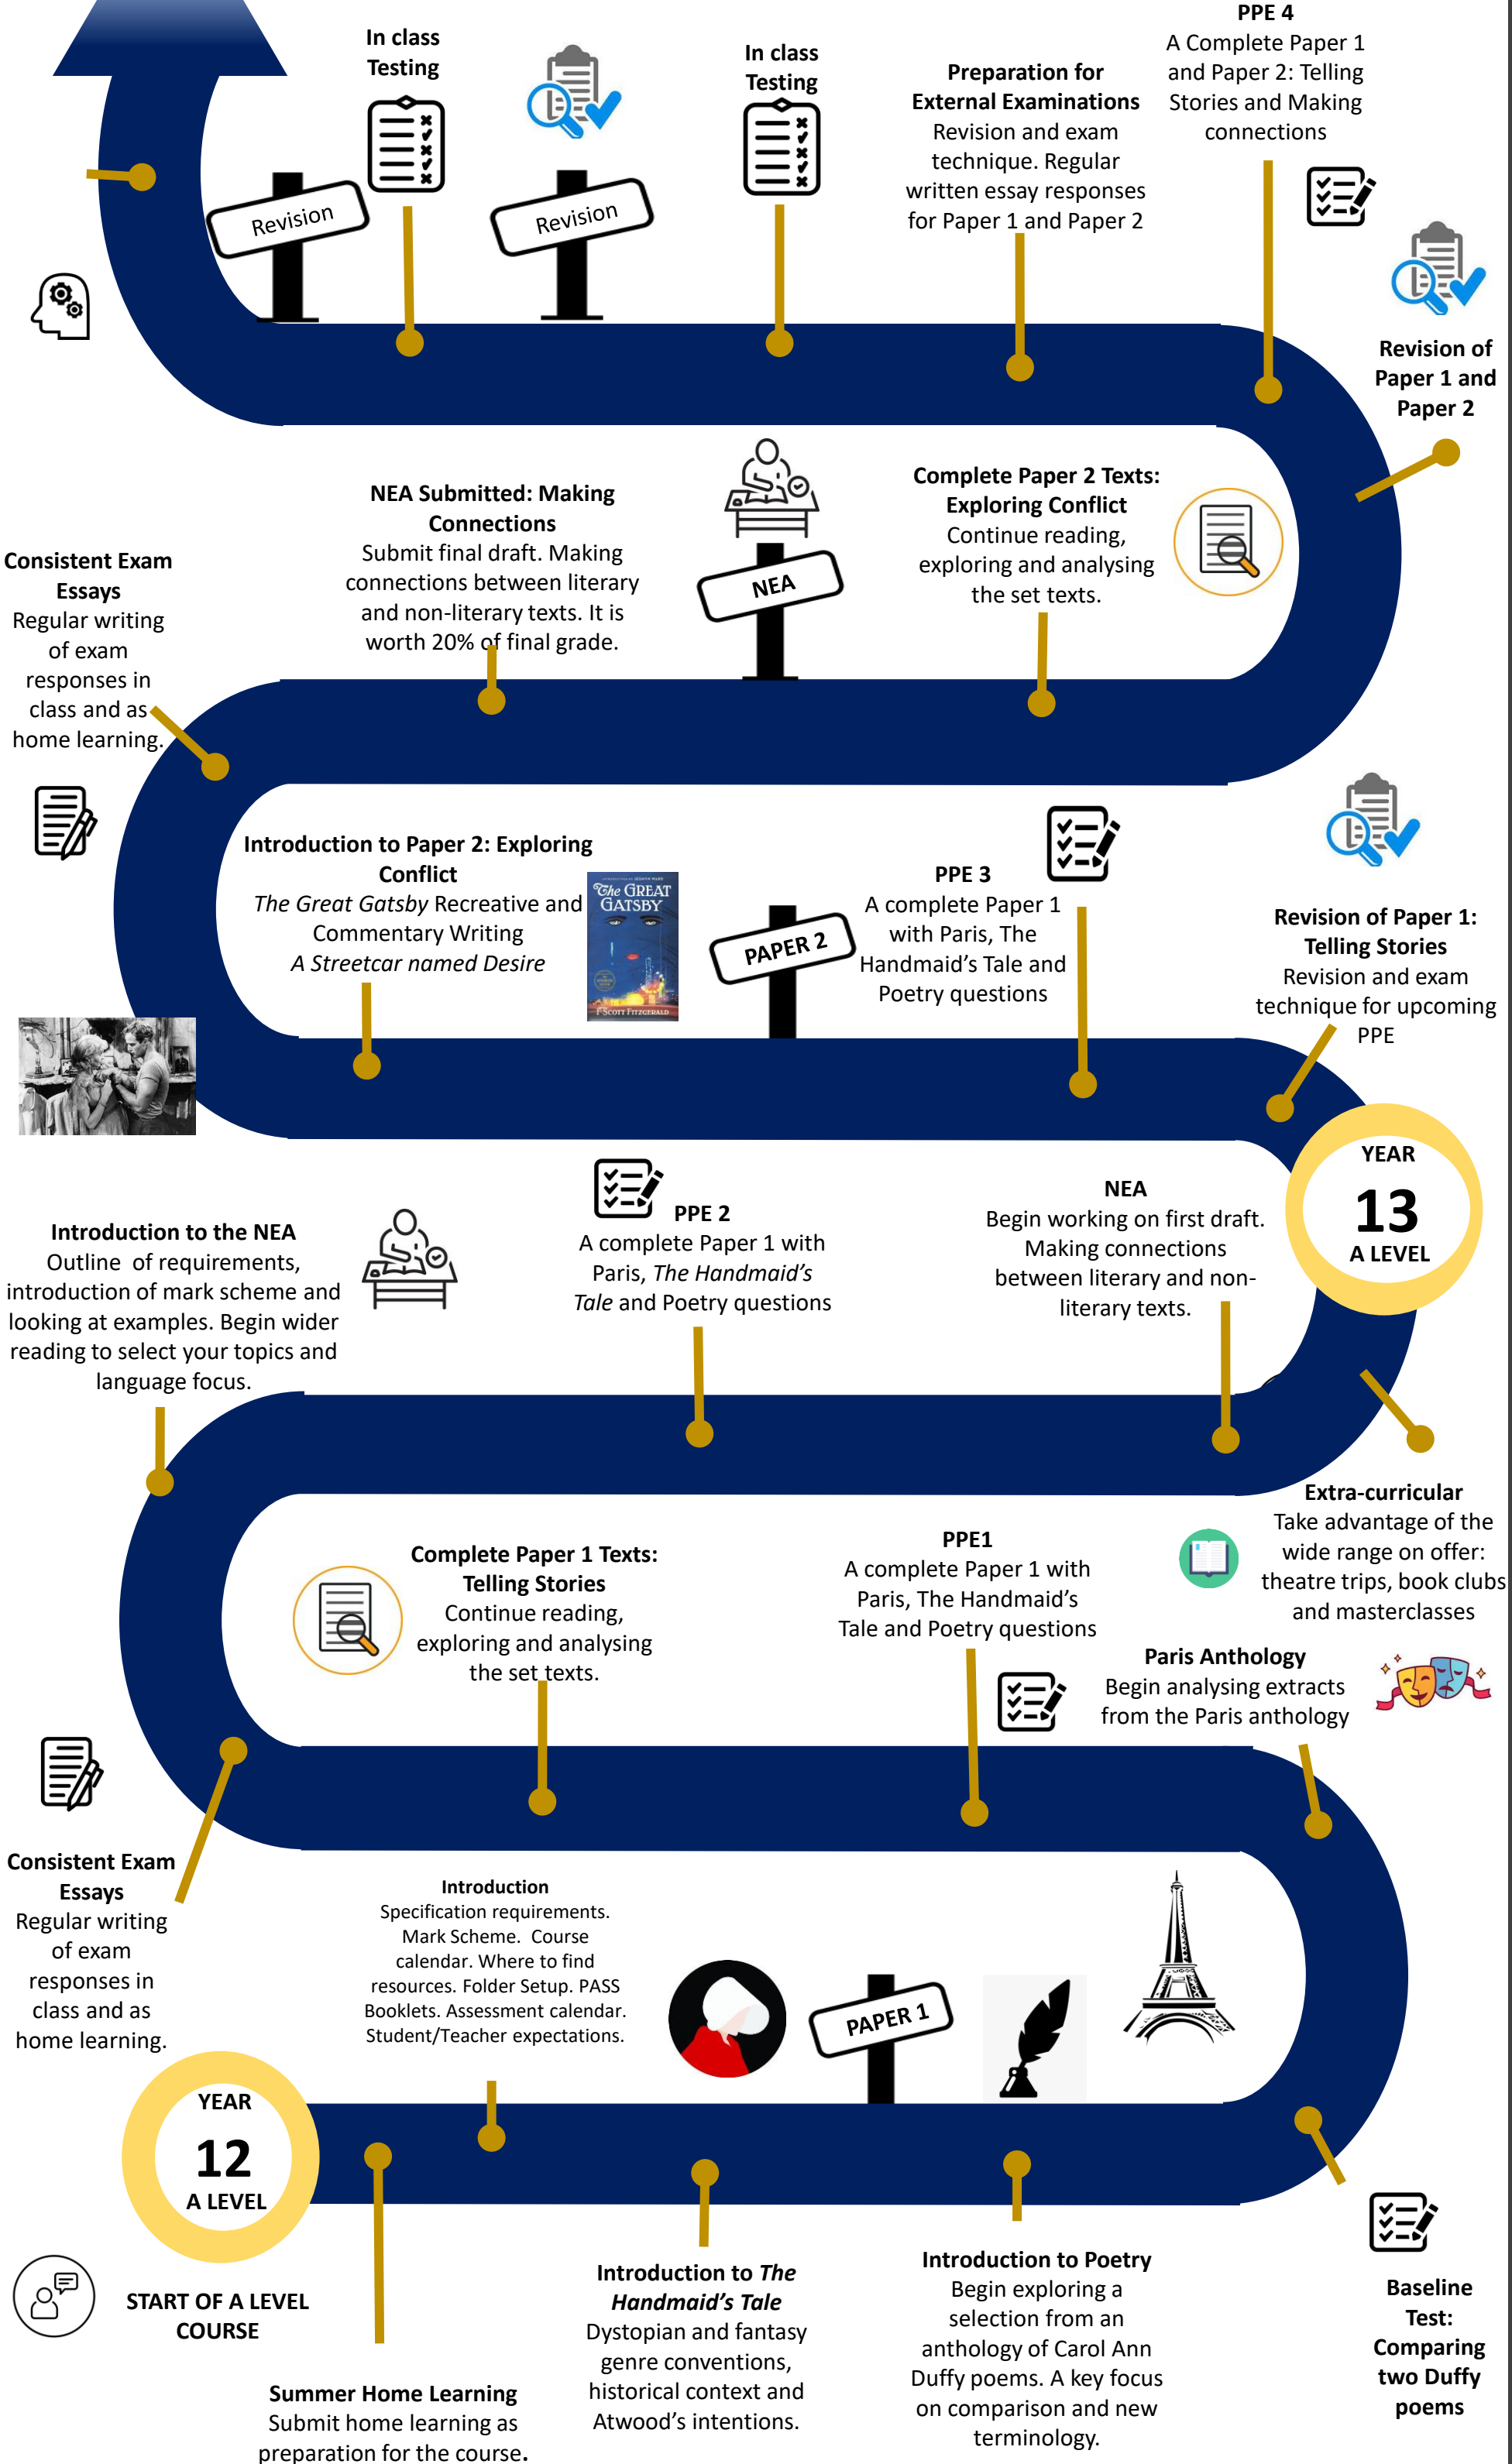 In class
Testing
In class
Testing
Preparation for
External Examinations
Revision and exam
technique. Regular
written essay responses
for Paper 1 and Paper 2
PPE 4
A Complete Paper 1
and Paper 2: Telling
Stories and Making
connections
Revision
Revision
Revision of
Paper 1 and
Paper 2
NEA Submitted: Making
Connections
Submit final draft. Making
connections between literary
and non-literary texts. It is
worth 20% of final grade.
NEA
Complete Paper 2 Texts:
Exploring Conflict
Continue reading,
exploring and analysing
the set texts.
Consistent Exam
Essays
Regular writing
of exam
responses in
class and as
home learning.
Introduction to Paper 2: Exploring
Conflict
The Great Gatsby Recreative and
Commentary Writing
A Streetcar named Desire
The GREAT
GATSBY
F SCOTT FITZGERALD
PAPER 2
PPE 3
A complete Paper 1
with Paris, The
Handmaid's Tale and
Poetry questions
Revision of Paper 1:
Telling Stories
Revision and exam
technique for upcoming
PPE
YEAR
13
A LEVEL
Introduction to the NEA
Outline of requirements,
introduction of mark scheme and
looking at examples. Begin wider
reading to select your topics and
language focus.
PPE 2
A complete Paper 1 with
Paris, The Handmaid's
Tale and Poetry questions
NEA
Begin working on first draft.
Making connections
between literary and non-
literary texts.
Extra-curricular
Take advantage of the
wide range on offer:
theatre trips, book clubs
and masterclasses
Complete Paper 1 Texts:
Telling Stories
Continue reading,
exploring and analysing
the set texts.
PPE1
A complete Paper 1 with
Paris, The Handmaid's
Tale and Poetry questions
Paris Anthology
Begin analysing extracts
from the Paris anthology
Consistent Exam
Essays
Regular writing
of exam
responses in
class and as
home learning.
Introduction
Specification requirements.
Mark Scheme. Course
calendar. Where to find
resources. Folder Setup. PASS
Booklets. Assessment calendar.
Student/Teacher expectations.
PAPER 1
YEAR
12
A LEVEL
START OF A LEVEL
COURSE
Summer Home Learning
Submit home learning as
preparation for the course.
Introduction to The
Handmaid's Tale
Dystopian and fantasy
genre conventions,
historical context and
Atwood's intentions.
Introduction to Poetry
Begin exploring a
selection from an
anthology of Carol Ann
Duffy poems. A key focus
on comparison and new
terminology.
Baseline
Test:
Comparing
two Duffy
poems